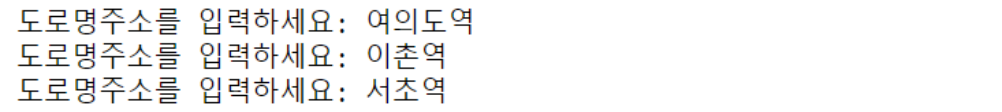 도로명주소를 입력하세요: 여의도역
도로명주소를 입력하세요: 이촌역
도로명주소를 입력하세요: 서초역